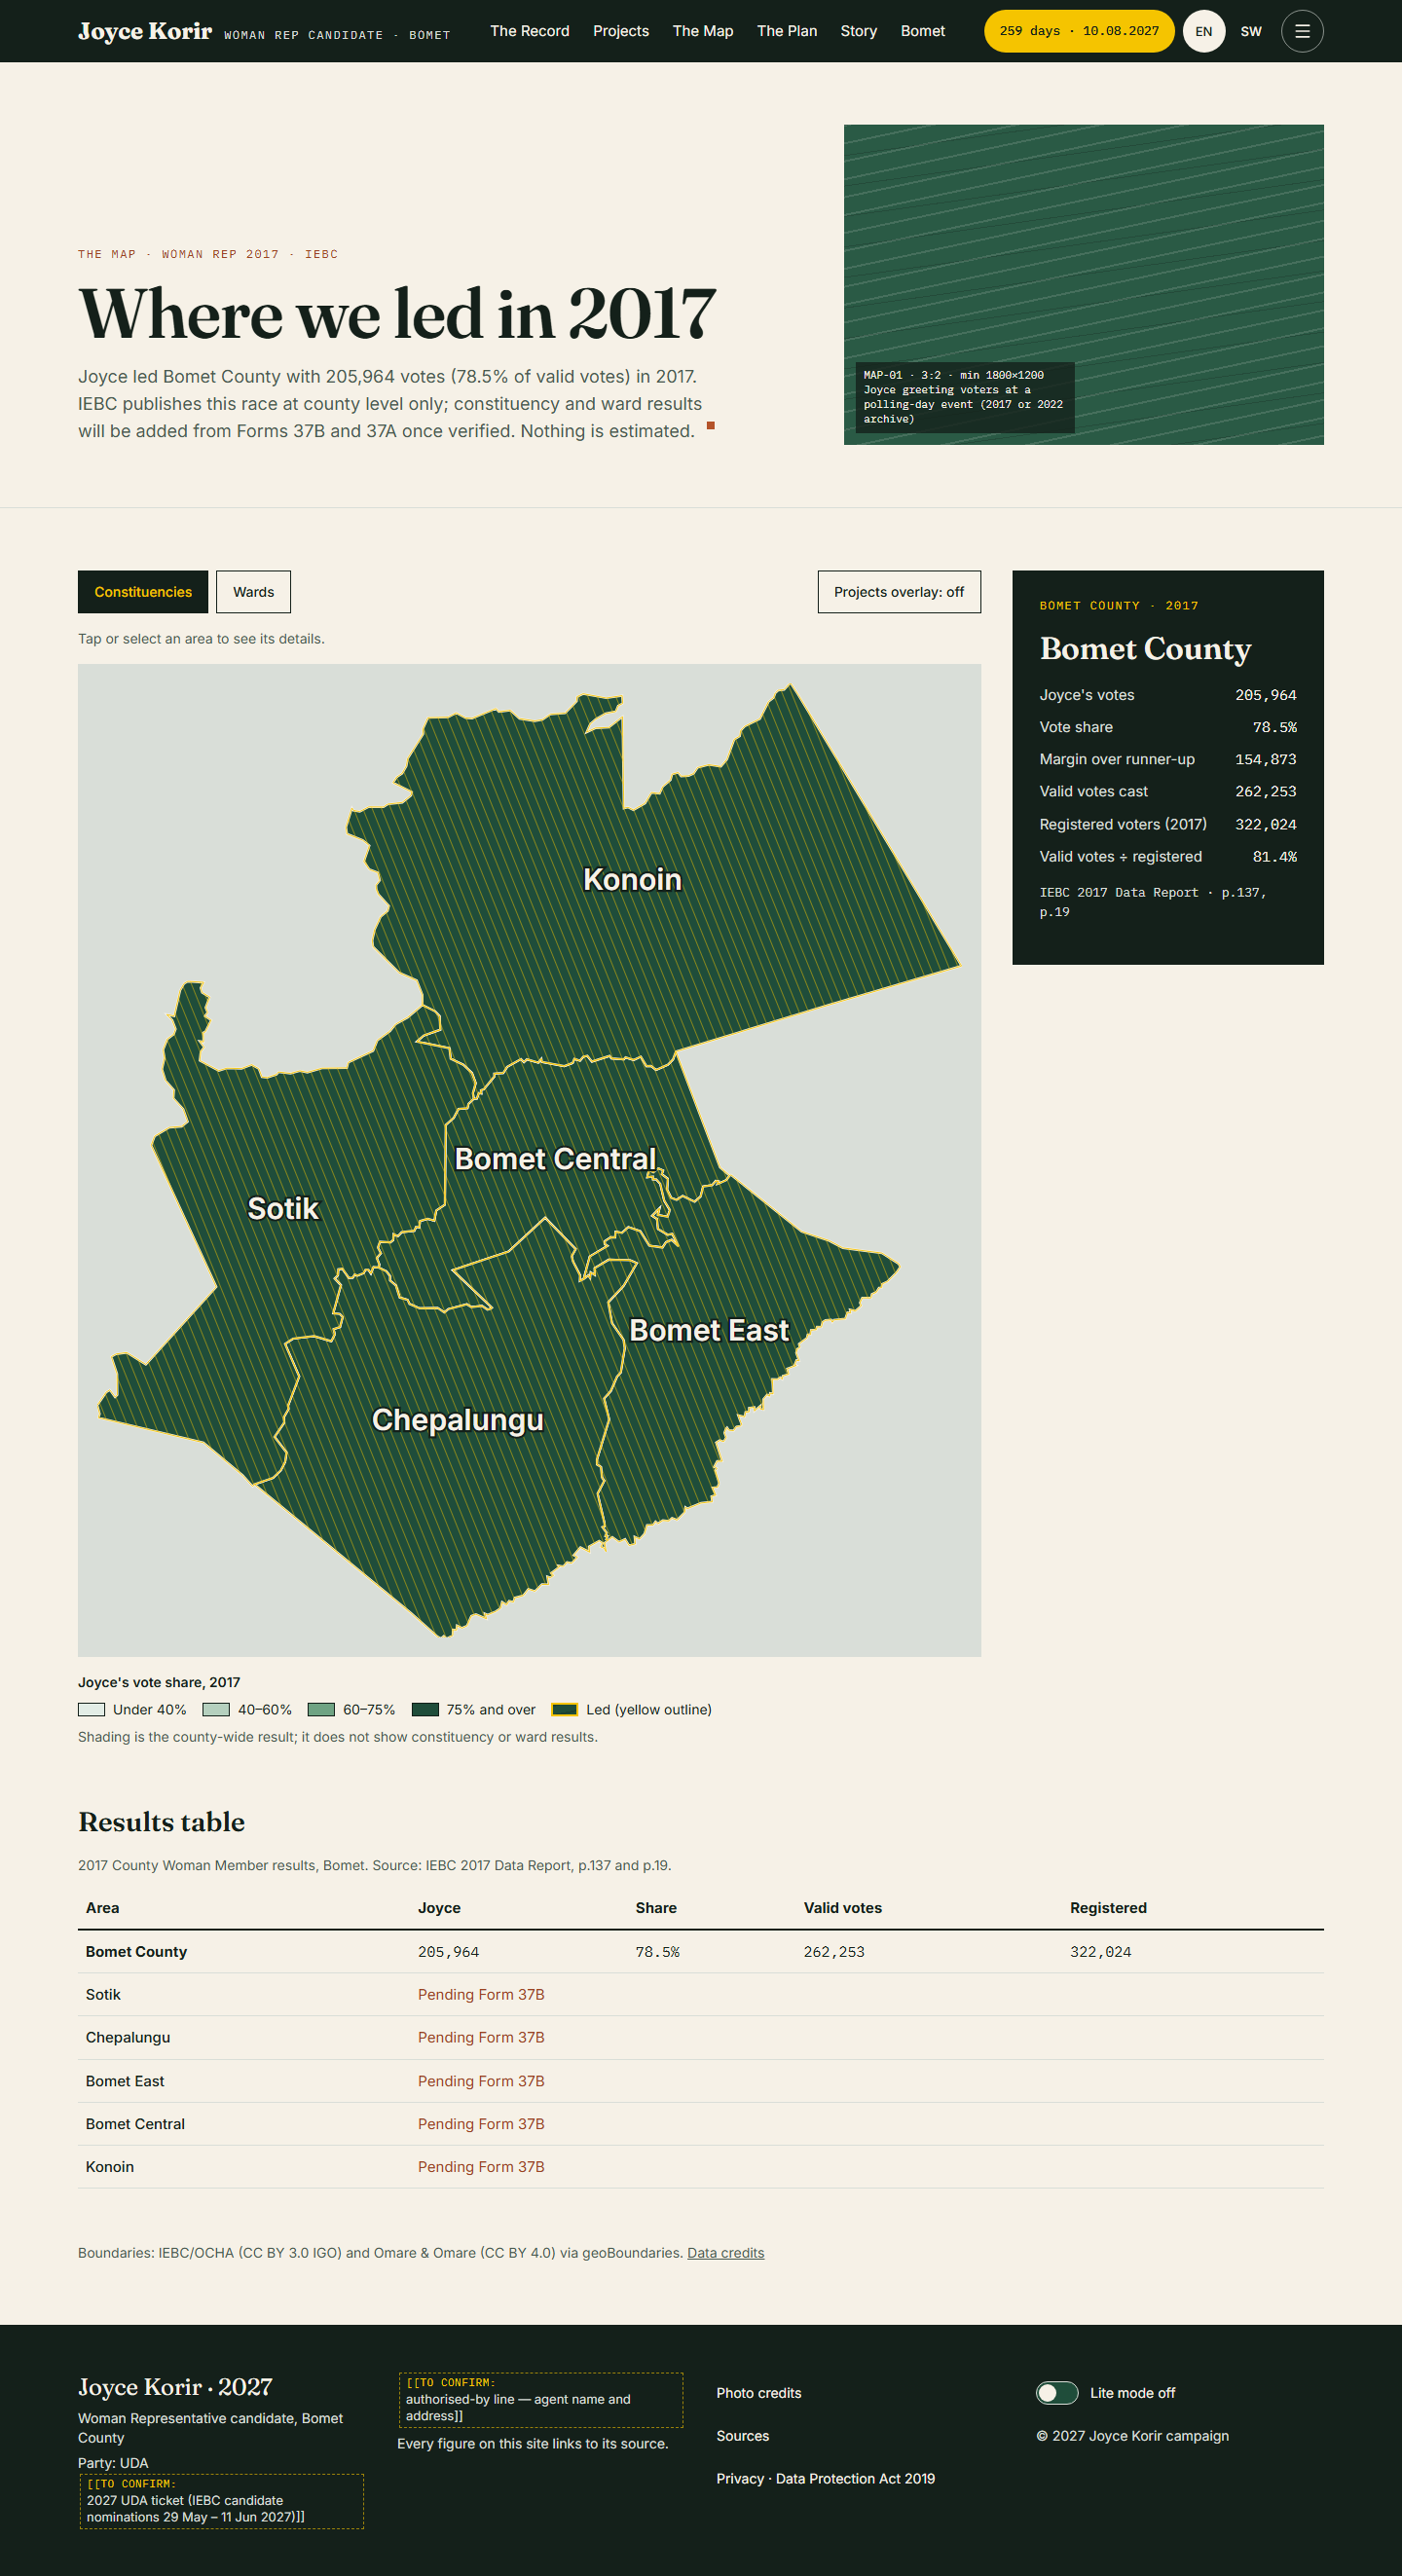 Joyce Korir WOMAN REP CANDIDATE · BOMET The Record Projects The Map The Plan Story Bomet 259 days · 10.08.2027 EN SW
THE MAP · WOMAN REP 2017 · IEBC
Where we led in 2017
Joyce led Bomet County with 205,964 votes (78.5% of valid votes) in 2017.
IEBC publishes this race at county level only; constituency and ward results
will be added from Forms 37B and 37A once verified. Nothing is estimated.
MAP-01 · 3:2 · min 1800×1200
Joyce greeting voters at a
polling-day event (2017 or 2022
archive)
Constituencies Wards Projects overlay: off
Tap or select an area to see its details.
Konoin
Bomet Central
Sotik
Bomet East
Chepalungu
BOMET COUNTY · 2017
Bomet County
Joyce's votes 205,964
Vote share 78.5%
Margin over runner-up 154,873
Valid votes cast 262,253
Registered voters (2017) 322,024
Valid votes ÷ registered 81.4%
IEBC 2017 Data Report · p.137,
p.19
Joyce's vote share, 2017
Under 40% 40–60% 60–75% 75% and over Led (yellow outline)
Shading is the county-wide result; it does not show constituency or ward results.
Results table
2017 County Woman Member results, Bomet. Source: IEBC 2017 Data Report, p.137 and p.19.
Area Joyce Share Valid votes Registered
Bomet County 205,964 78.5% 262,253 322,024
Sotik Pending Form 37B
Chepalungu Pending Form 37B
Bomet East Pending Form 37B
Bomet Central Pending Form 37B
Konoin Pending Form 37B
Boundaries: IEBC/OCHA (CC BY 3.0 IGO) and Omare & Omare (CC BY 4.0) via geoBoundaries. Data credits
Joyce Korir · 2027
Woman Representative candidate, Bomet
County
Party: UDA
[[TO CONFIRM:
2027 UDA ticket (IEBC candidate
nominations 29 May – 11 Jun 2027)]]
[[TO CONFIRM:
authorised-by line — agent name and
address]]
Every figure on this site links to its source.
Photo credits
Sources
Privacy · Data Protection Act 2019
Lite mode off
© 2027 Joyce Korir campaign